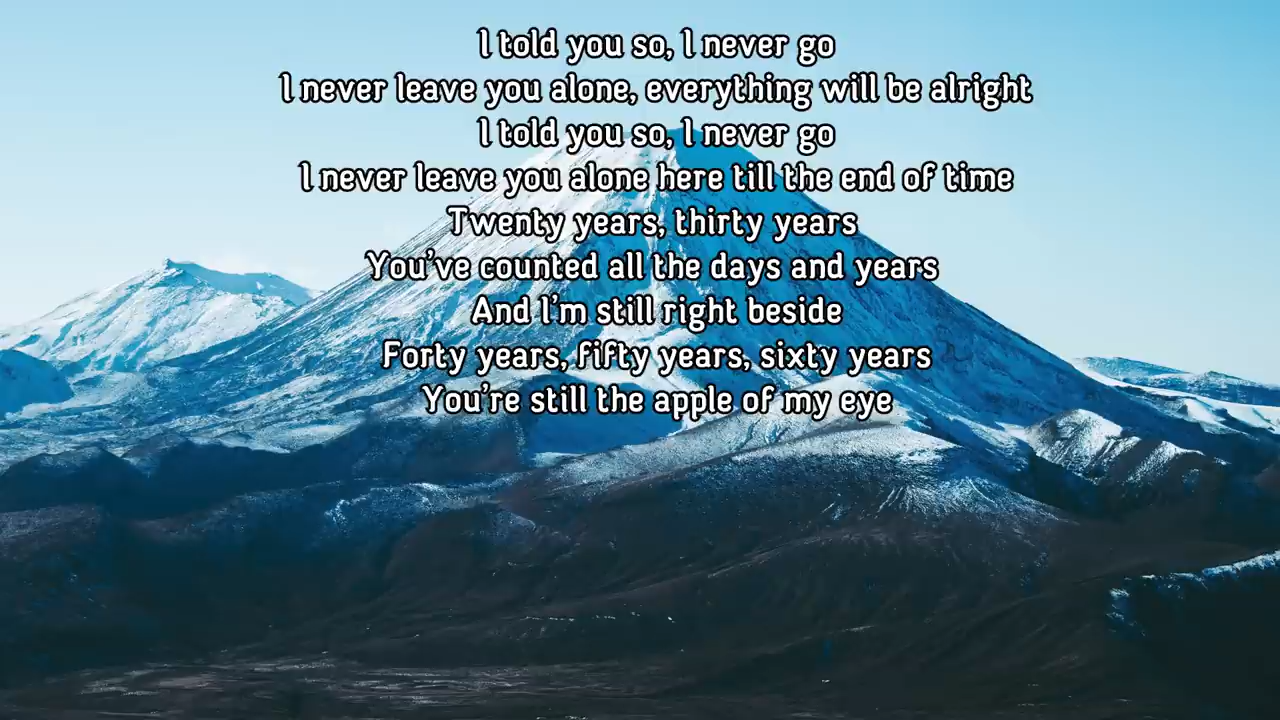 I told you so, I never go
I never leave you alone, everything will be alright
I told you so, I never go
I never leave you alone here till the end of time
Twenty years, thirty years
You've counted all the days and years
And I'm still right beside
Forty years, fifty years, sixty years
You're still the apple of my eye